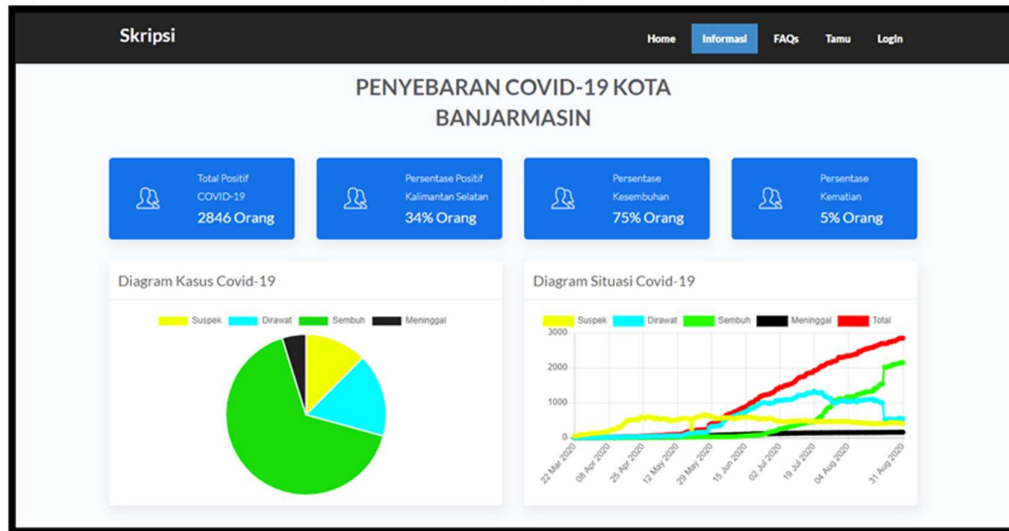 Skripsi
Home Informasi FAQs Tamu Login
PENYEBARAN COVID-19 KOTA
BANJARMASIN
Total Positif
COVID-19
2846 Orang
Persentase Positif
Kalimantan Selatan
34% Orang
Persentase
Kesembuhan
75% Orang
Persentase
Kematian
5% Orang
Diagram Kasus Covid-19
Suspek Dirawat Sembuh Meninggal
Diagram Situasi Covid-19
Suspek Dirawat Sembuh Meninggal Total
3000
2000
1000
0
22 Mar 2020
08 Apr 2020
25 Apr 2020
12 May 2020
29 May 2020
15 Jun 2020
02 Jul 2020
19 Jul 2020
04 Aug 2020
31 Aug 2020